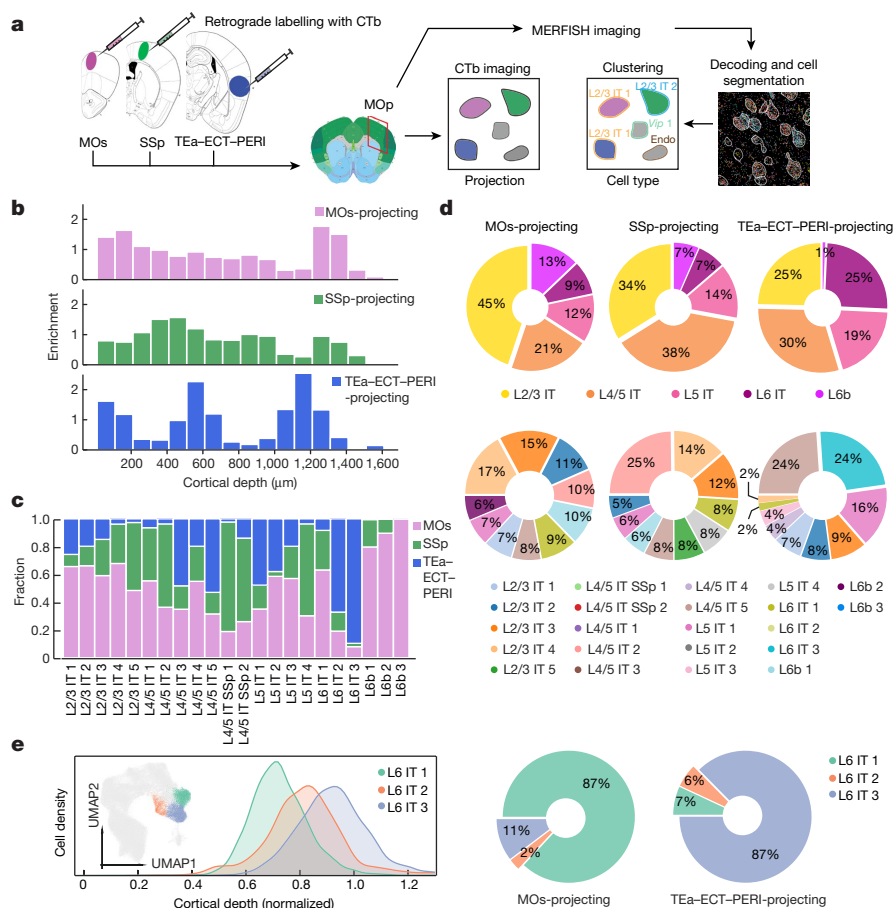 a
Retrograde labelling with CTb
MERFISH imaging
CTb imaging
Clustering
Decoding and cell
segmentation
MOp
L2/3 IT 1
L2/3 IT 2
Vip 1
L2/3 IT 1
Endo
MOs
SSp
TEa–ECT–PERI
Projection
Cell type
b
MOs-projecting
SSp-projecting
TEa–ECT–PERI
-projecting
Enrichment
2
1
0
2
1
0
2
1
0
200
400
600
800
1,000
1,200
1,400
1,600
Cortical depth (μm)
c
MOs
SSp
TEa–
ECT–
PERI
Fraction
1.0
0.8
0.6
0.4
0.2
0
L2/3 IT 1
L2/3 IT 2
L2/3 IT 3
L2/3 IT 4
L2/3 IT 5
L4/5 IT 1
L4/5 IT 2
L4/5 IT 3
L4/5 IT 4
L4/5 IT 5
L4/5 IT SSp 1
L4/5 IT SSp 2
L5 IT 1
L5 IT 2
L5 IT 3
L5 IT 4
L6 IT 1
L6 IT 2
L6 IT 3
L6b 1
L6b 2
L6b 3
d
MOs-projecting
SSp-projecting
TEa–ECT–PERI-projecting
13%
9%
12%
21%
45%
7%
7%
14%
38%
34%
1%
25%
19%
30%
25%
L2/3 IT
L4/5 IT
L5 IT
L6 IT
L6b
15%
11%
10%
10%
9%
8%
7%
7%
6%
17%
14%
12%
8%
8%
8%
8%
6%
6%
5%
25%
24%
16%
9%
8%
7%
4%
4%
2%
2%
24%
L2/3 IT 1
L4/5 IT SSp 1
L4/5 IT 4
L5 IT 4
L6b 2
L2/3 IT 2
L4/5 IT SSp 2
L4/5 IT 5
L6 IT 1
L6b 3
L2/3 IT 3
L4/5 IT 1
L5 IT 1
L6 IT 2
L2/3 IT 4
L4/5 IT 2
L5 IT 2
L6 IT 3
L2/3 IT 5
L4/5 IT 3
L5 IT 3
L6b 1
e
Cell density
UMAP2
UMAP1
L6 IT 1
L6 IT 2
L6 IT 3
0
0.2
0.4
0.6
0.8
1.0
1.2
Cortical depth (normalized)
87%
11%
2%
MOs-projecting
6%
7%
87%
L6 IT 1
L6 IT 2
L6 IT 3
TEa–ECT–PERI-projecting